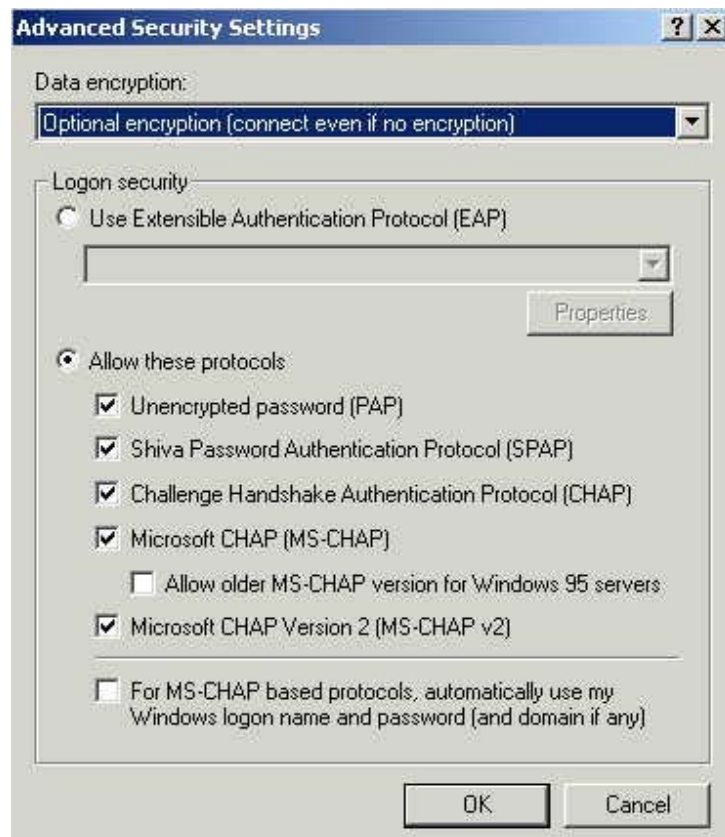 Advanced Security Settings
Data encryption:
Optional encryption (connect even if no encryption)
Logon security
Use Extensible Authentication Protocol (EAP)
Properties
Allow these protocols
Unencrypted password (PAP)
Shiva Password Authentication Protocol (SPAP)
Challenge Handshake Authentication Protocol (CHAP)
Microsoft CHAP (MS-CHAP)
Allow older MS-CHAP version for Windows 95 servers
Microsoft CHAP Version 2 (MS-CHAP v2)
For MS-CHAP based protocols, automatically use my
Windows logon name and password (and domain if any)
OK Cancel